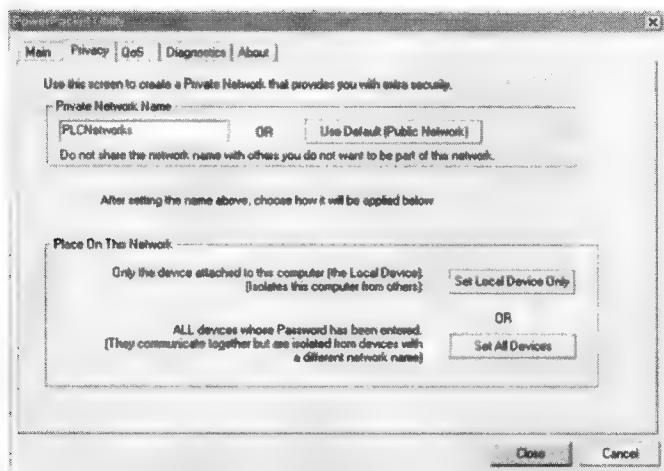 PowerPacket Utility
Main Privacy QoS Diagnostics About
Use this screen to create a Private Network that provides you with extra security.
Private Network Name
PLCNetworks OR Use Default (Public Network)
Do not share the network name with others you do not want to be part of this network.
After setting the name above, choose how it will be applied below
Place On This Network
Only the device attached to this computer (the Local Device).
(Isolates this computer from others) Set Local Device Only
OR
ALL devices whose Password has been entered.
(They communicate together but are isolated from devices with
a different network name) Set All Devices
Close Cancel